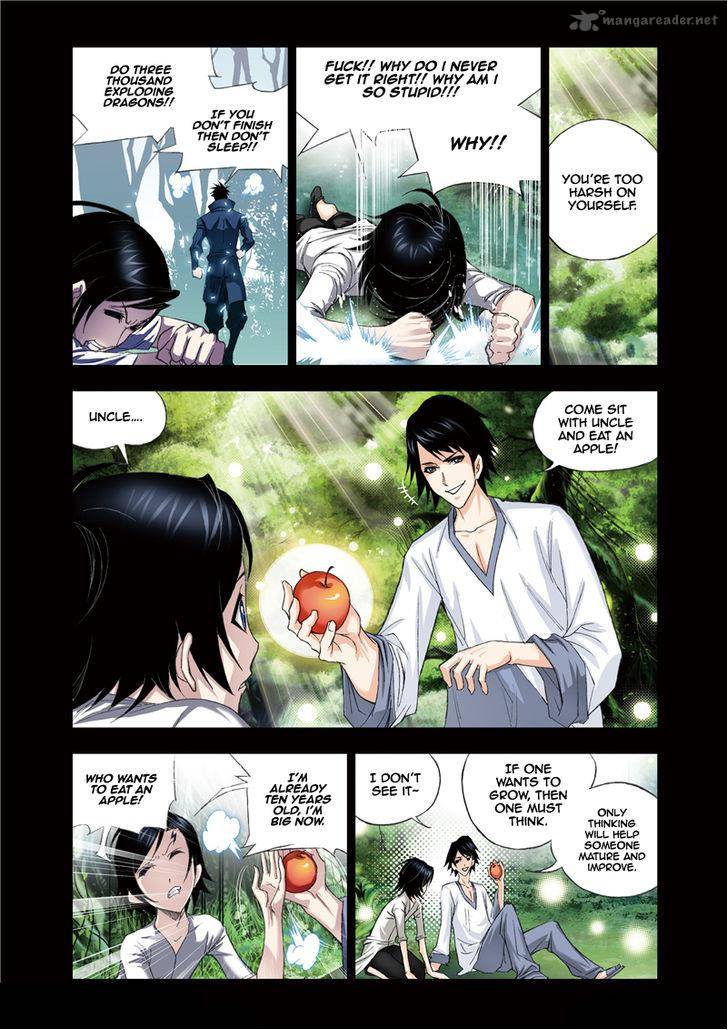 mangareader.net
DO THREE
THOUSAND
EXPLODING
DRAGONS!!
IF YOU
DON'T FINISH
THEN DON'T
SLEEP!!
FUCK!! WHY DO I NEVER
GET IT RIGHT!! WHY AM I
SO STUPID!!!
WHY!!
YOU'RE TOO
HARSH ON
YOURSELF.
UNCLE....
COME SIT
WITH UNCLE
AND EAT AN
APPLE!
WHO WANTS
TO EAT AN
APPLE!
I'M
ALREADY
TEN YEARS
OLD, I'M
BIG NOW.
I DON'T
SEE IT~
IF ONE
WANTS TO
GROW, THEN
ONE MUST
THINK.
ONLY
THINKING
WILL HELP
SOMEONE
MATURE AND
IMPROVE.